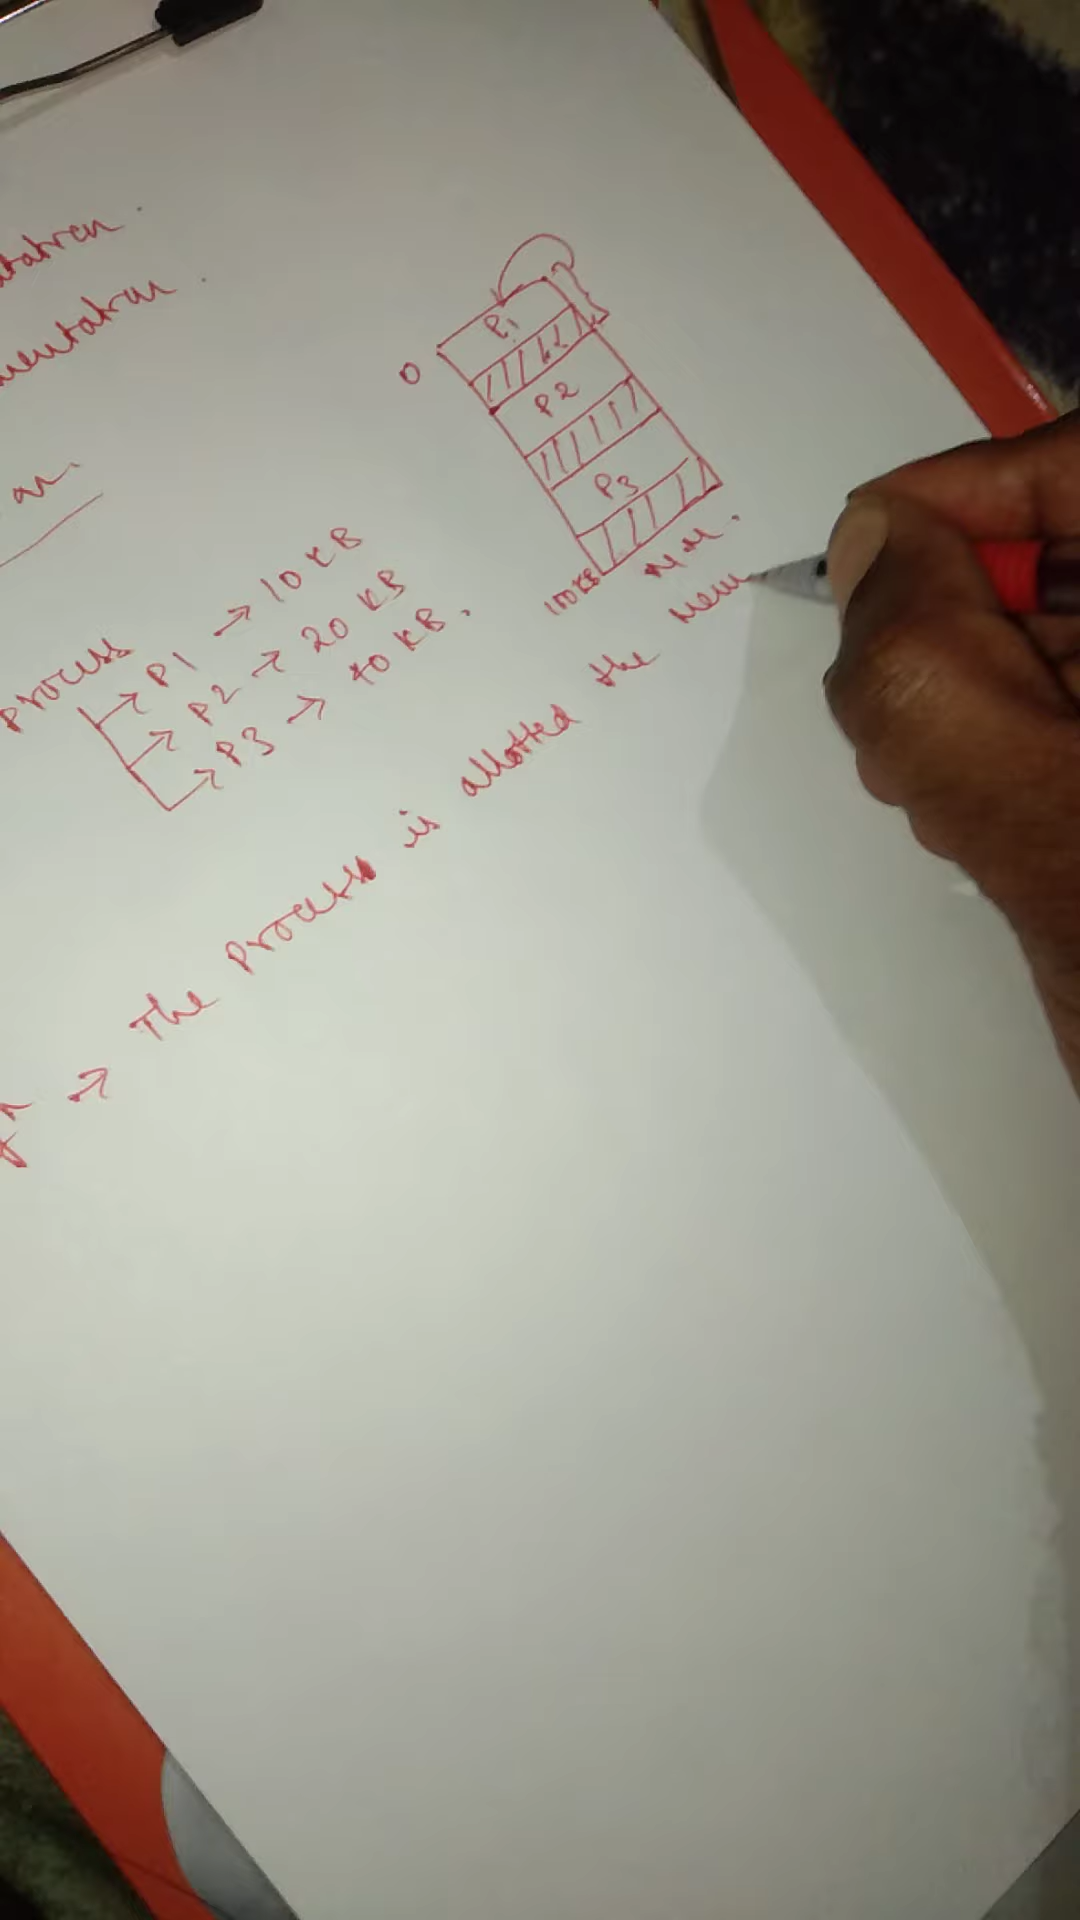 Process
P1 → 10 KB
P2 → 20 KB
P3 → 40 KB.
0
P1
P2
P3
100KB
M.M.
→ The Process is allotted the Mem